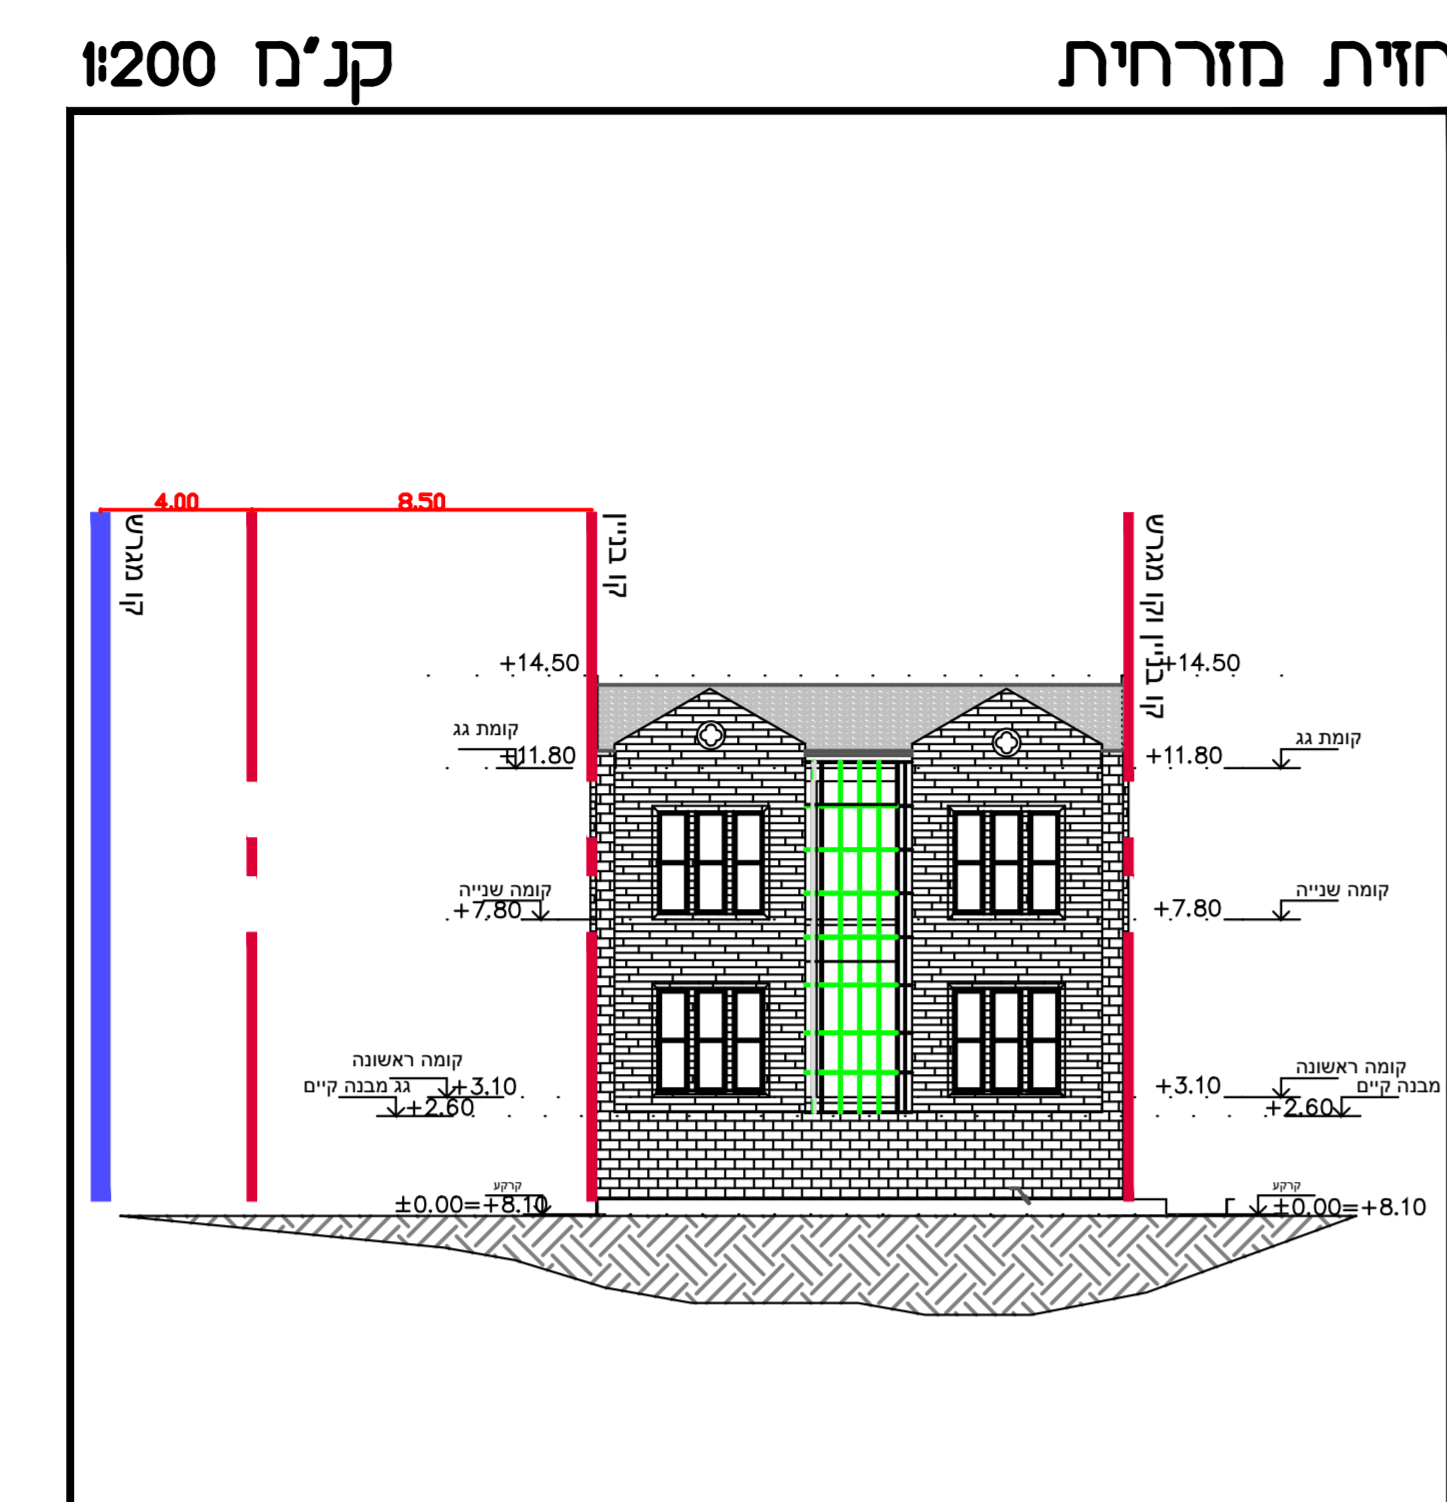 חזית מזרחית קנ'מ 1:200
4.00 8.50
קו מגרש
קו בניין
קו בניין וקו מגרש
+14.50 +14.50
קומת גג
+11.80
קומת גג
+11.80
קומה שנייה
+7.80
קומה שנייה
+7.80
קומה ראשונה
+3.10
קומה ראשונה
+3.10
גג מבנה קיים
+2.60
מבנה קיים
+2.60
קרקע
±0.00=+8.10
קרקע
±0.00=+8.10